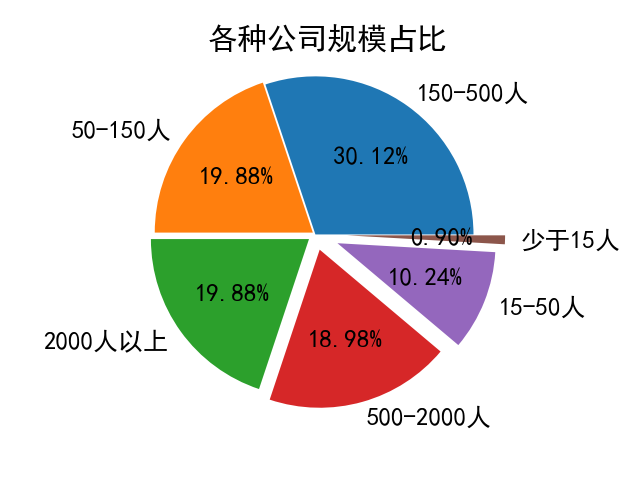 各种公司规模占比
150-500人
50-150人
30.12%
19.88%
0.90%
少于15人
10.24%
19.88%
15-50人
18.98%
2000人以上
500-2000人